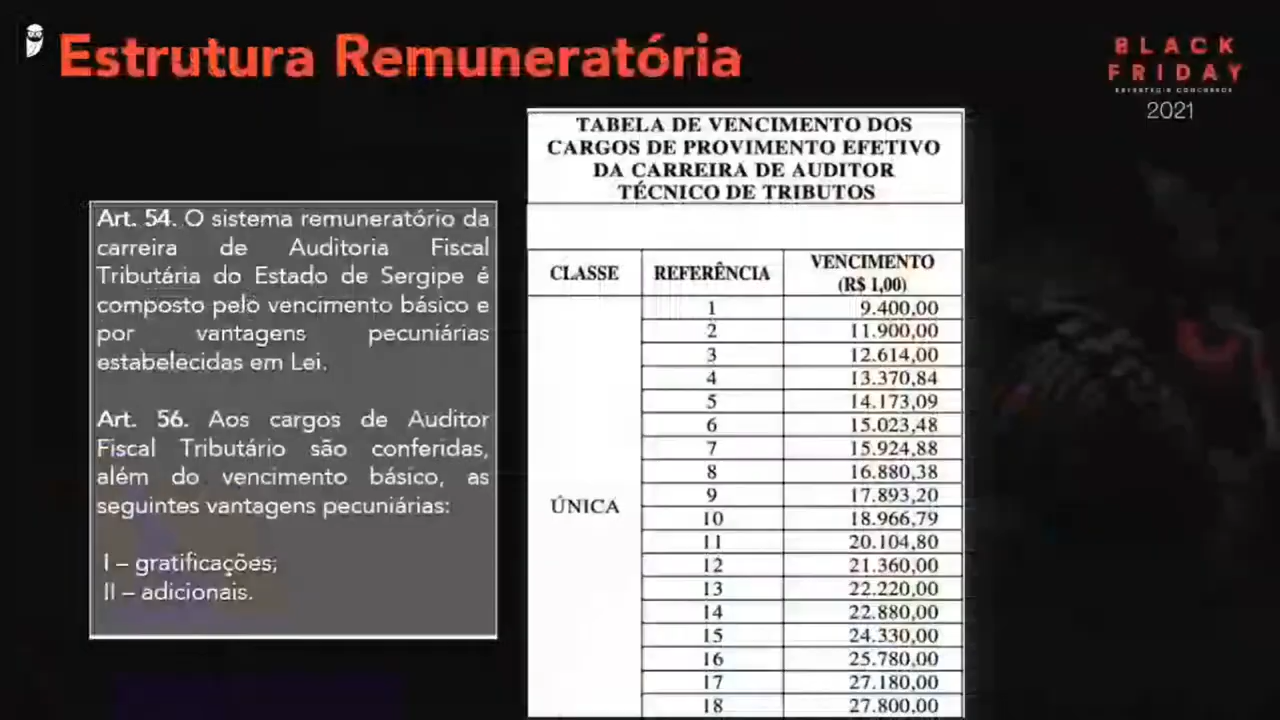 Estrutura Remuneratória
BLACK
FRIDAY
ESTRATÉGIA CONCURSOS
2021
Art. 54. O sistema remuneratório da
carreira de Auditoria Fiscal
Tributária do Estado de Sergipe é
composto pelo vencimento básico e
por vantagens pecuniárias
estabelecidas em Lei.
Art. 56. Aos cargos de Auditor
Fiscal Tributário são conferidas,
além do vencimento básico, as
seguintes vantagens pecuniárias:
I – gratificações;
II – adicionais.
TABELA DE VENCIMENTO DOS
CARGOS DE PROVIMENTO EFETIVO
DA CARREIRA DE AUDITOR
TÉCNICO DE TRIBUTOS
CLASSE REFERÊNCIA VENCIMENTO
(R$ 1,00)
1 9.400,00
2 11.900,00
3 12.614,00
4 13.370,84
5 14.173,09
6 15.023,48
7 15.924,88
8 16.880,38
9 17.893,20
ÚNICA
10 18.966,79
11 20.104,80
12 21.360,00
13 22.220,00
14 22.880,00
15 24.330,00
16 25.780,00
17 27.180,00
18 27.800,00